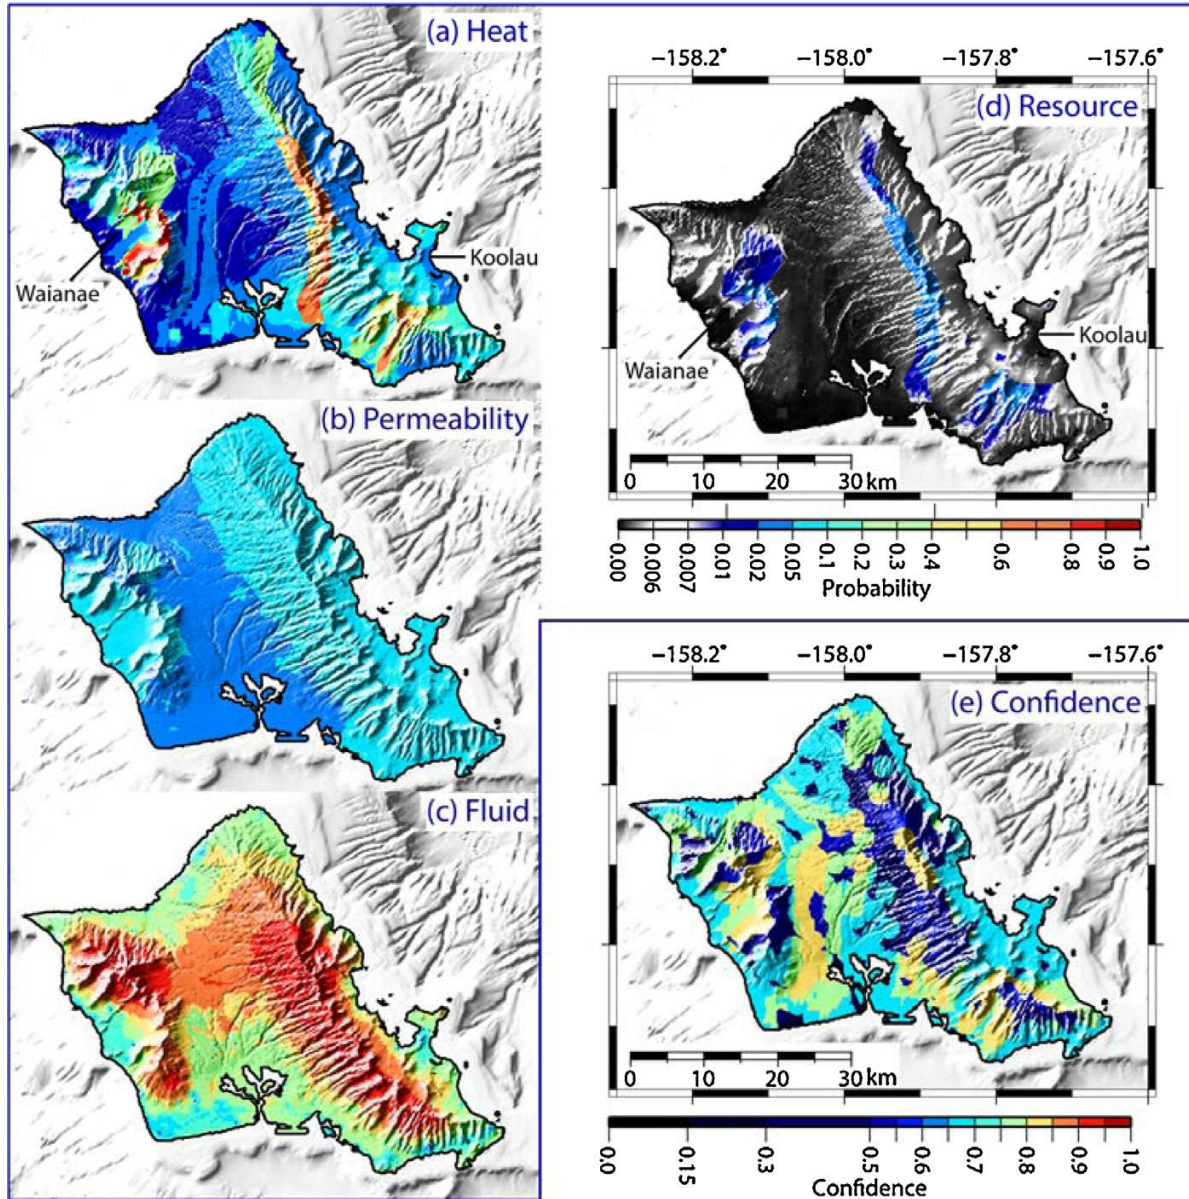 (a) Heat
Koolau
Waianae
(b) Permeability
(c) Fluid
−158.2° −158.0° −157.8° −157.6°
(d) Resource
Koolau
Waianae
0 10 20 30 km
0.00 0.006 0.007 0.01 0.02 0.05 0.1 0.12 0.2 0.3 0.4 0.6 0.8 0.9 1.0
Probability
−158.2° −158.0° −157.8° −157.6°
(e) Confidence
0 10 20 30 km
0.0 0.15 0.3 0.5 0.6 0.7 0.8 0.9 1.0
Confidence